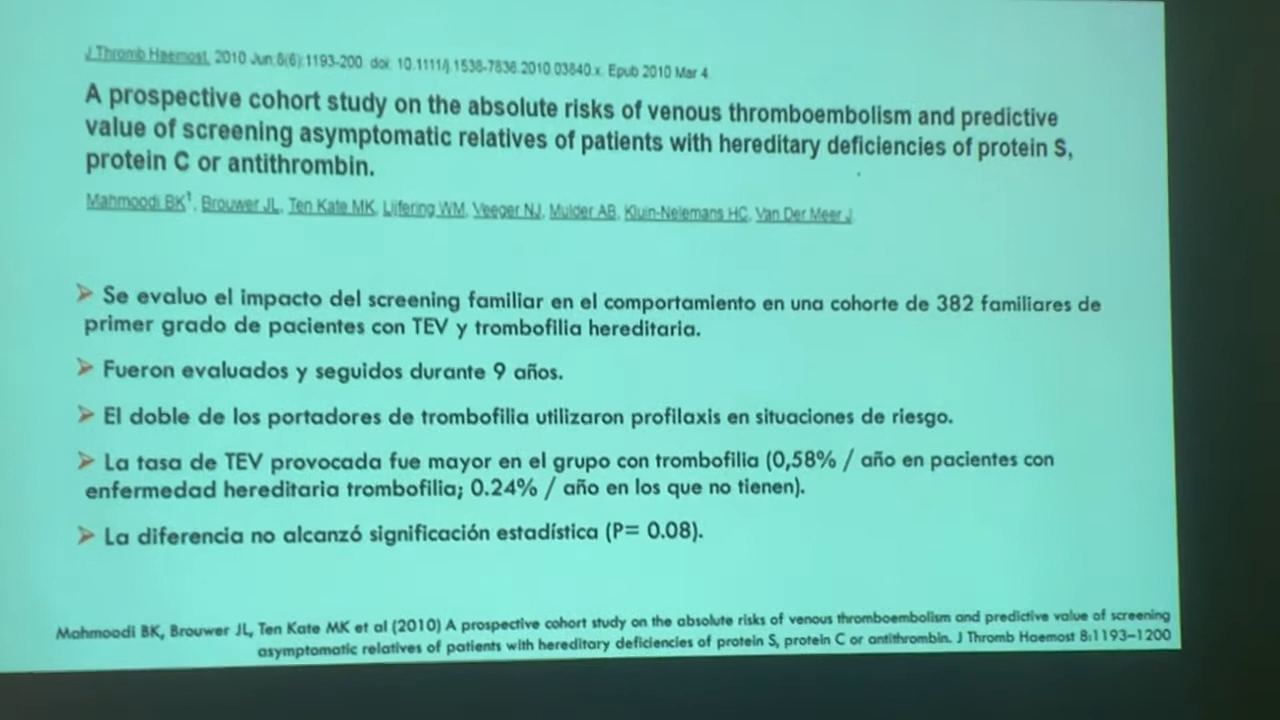 J Thromb Haemost. 2010 Jun;8(6):1193-200. doi: 10.1111/j.1538-7836.2010.03840.x. Epub 2010 Mar 4.
A prospective cohort study on the absolute risks of venous thromboembolism and predictive
value of screening asymptomatic relatives of patients with hereditary deficiencies of protein S,
protein C or antithrombin.
Mahmoodi BK1, Brouwer JL, Ten Kate MK, Lijfering WM, Veeger NJ, Mulder AB, Kluin-Nelemans HC, Van Der Meer J.
➢ Se evaluo el impacto del screening familiar en el comportamiento en una cohorte de 382 familiares de
primer grado de pacientes con TEV y trombofilia hereditaria.
➢ Fueron evaluados y seguidos durante 9 años.
➢ El doble de los portadores de trombofilia utilizaron profilaxis en situaciones de riesgo.
➢ La tasa de TEV provocada fue mayor en el grupo con trombofilia (0,58% / año en pacientes con
enfermedad hereditaria trombofilia; 0.24% / año en los que no tienen).
➢ La diferencia no alcanzó significación estadística (P= 0.08).
Mahmoodi BK, Brouwer JL, Ten Kate MK et al (2010) A prospective cohort study on the absolute risks of venous thromboembolism and predictive value of screening
asymptomatic relatives of patients with hereditary deficiencies of protein S, protein C or antithrombin. J Thromb Haemost 8:1193–1200